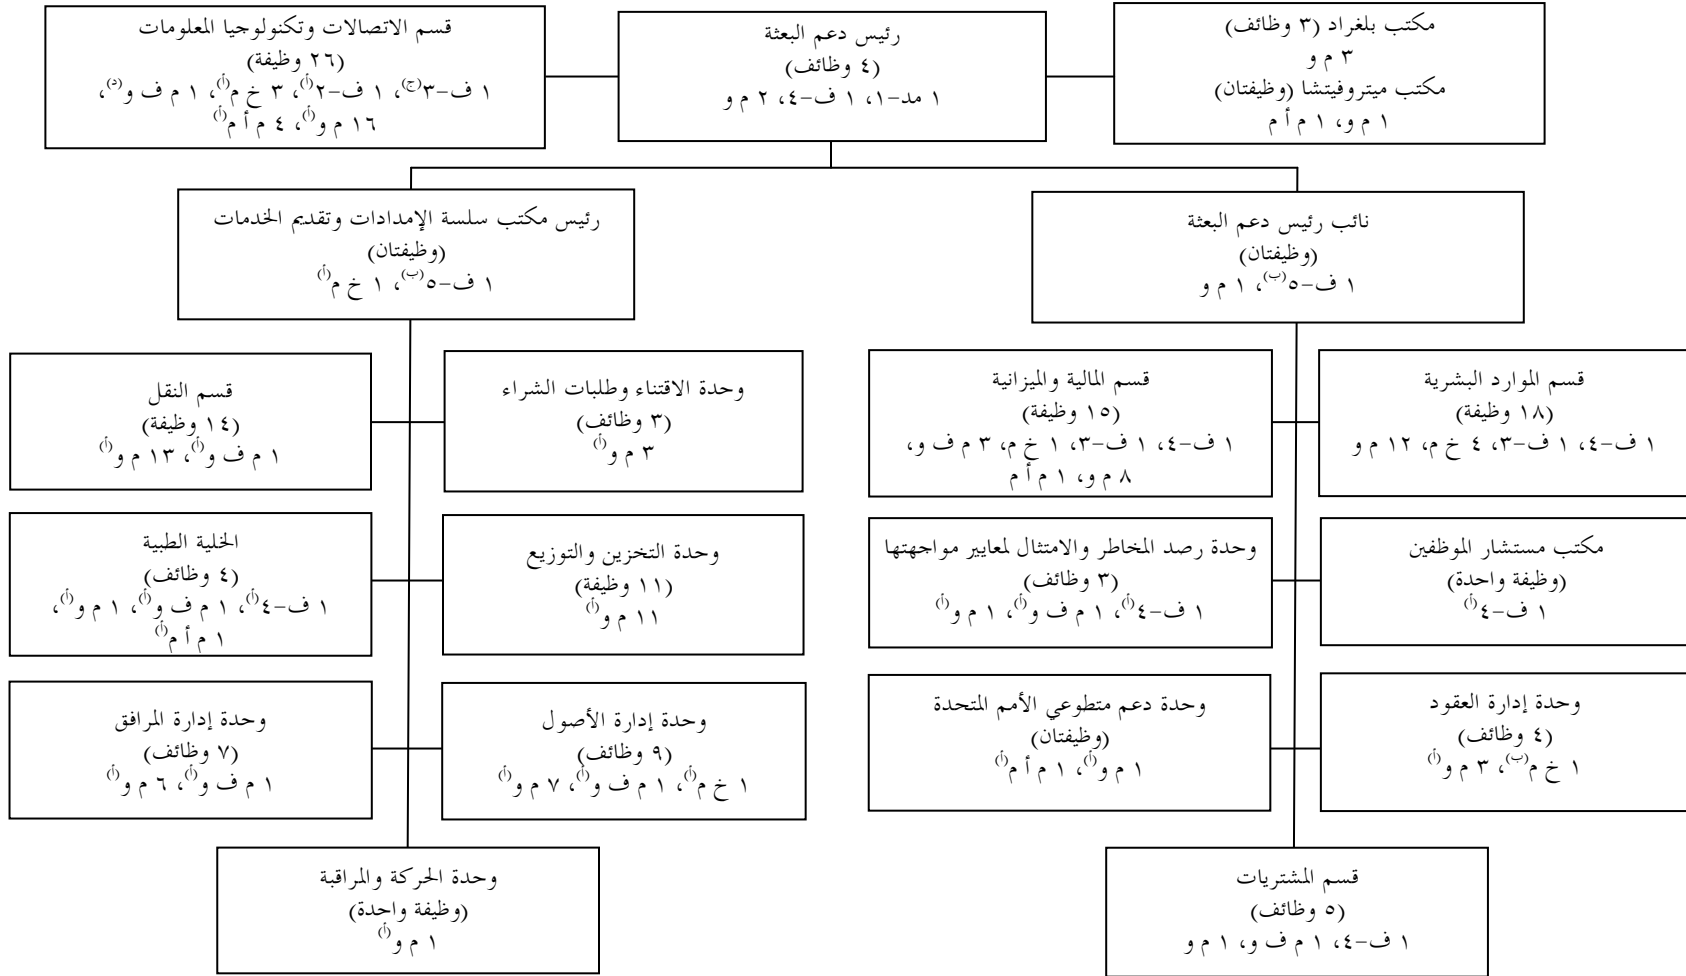 مكتب بلغراد (٣ وظائف)
٣ م و
مكتب ميتروفيتشا (وظيفتان)
١ م و، ١ م أ م
رئيس دعم البعثة
(٤ وظائف)
١ مد-١، ١ ف-٤، ٢ م و
قسم الاتصالات وتكنولوجيا المعلومات
(٢٦ وظيفة)
١ ف-٣(ج)، ١ ف-٢(أ)، ٣ خ م(أ)، ١ م ف و(د)،
١٦ م و(أ)، ٤ م أ م(أ)
نائب رئيس دعم البعثة
(وظيفتان)
١ ف-٥(ب)، ١ م و
رئيس مكتب سلسة الإمدادات وتقديم الخدمات
(وظيفتان)
١ ف-٥(ب)، ١ خ م(أ)
قسم الموارد البشرية
(١٨ وظيفة)
١ ف-٤، ١ ف-٣، ٤ خ م، ١٢ م و
قسم المالية والميزانية
(١٥ وظيفة)
١ ف-٤، ١ ف-٣، ١ خ م، ٣ م ف و،
٨ م و، ١ م أ م
وحدة الاقتناء وطلبات الشراء
(٣ وظائف)
٣ م و(أ)
قسم النقل
(١٤ وظيفة)
١ م ف و(أ)، ١٣ م و(أ)
مكتب مستشار الموظفين
(وظيفة واحدة)
١ ف-٤(أ)
وحدة رصد المخاطر والامتثال لمعايير مواجهتها
(٣ وظائف)
١ ف-٤(أ)، ١ م ف و(أ)، ١ م و(أ)
وحدة التخزين والتوزيع
(١١ وظيفة)
١١ م و(أ)
الخلية الطبية
(٤ وظائف)
١ ف-٤(أ)، ١ م ف و(أ)، ١ م و(أ)،
١ م أ م(أ)
وحدة إدارة العقود
(٤ وظائف)
١ خ م(ب)، ٣ م و(أ)
وحدة دعم متطوعي الأمم المتحدة
(وظيفتان)
١ م و(أ)، ١ م أ م(أ)
وحدة إدارة الأصول
(٩ وظائف)
١ خ م(أ)، ١ م ف و(أ)، ٧ م و(أ)
وحدة إدارة المرافق
(٧ وظائف)
١ م ف و(أ)، ٦ م و(أ)
قسم المشتريات
(٥ وظائف)
١ ف-٤، ١ م ف و، ١ م و
وحدة الحركة والمراقبة
(وظيفة واحدة)
١ م و(أ)